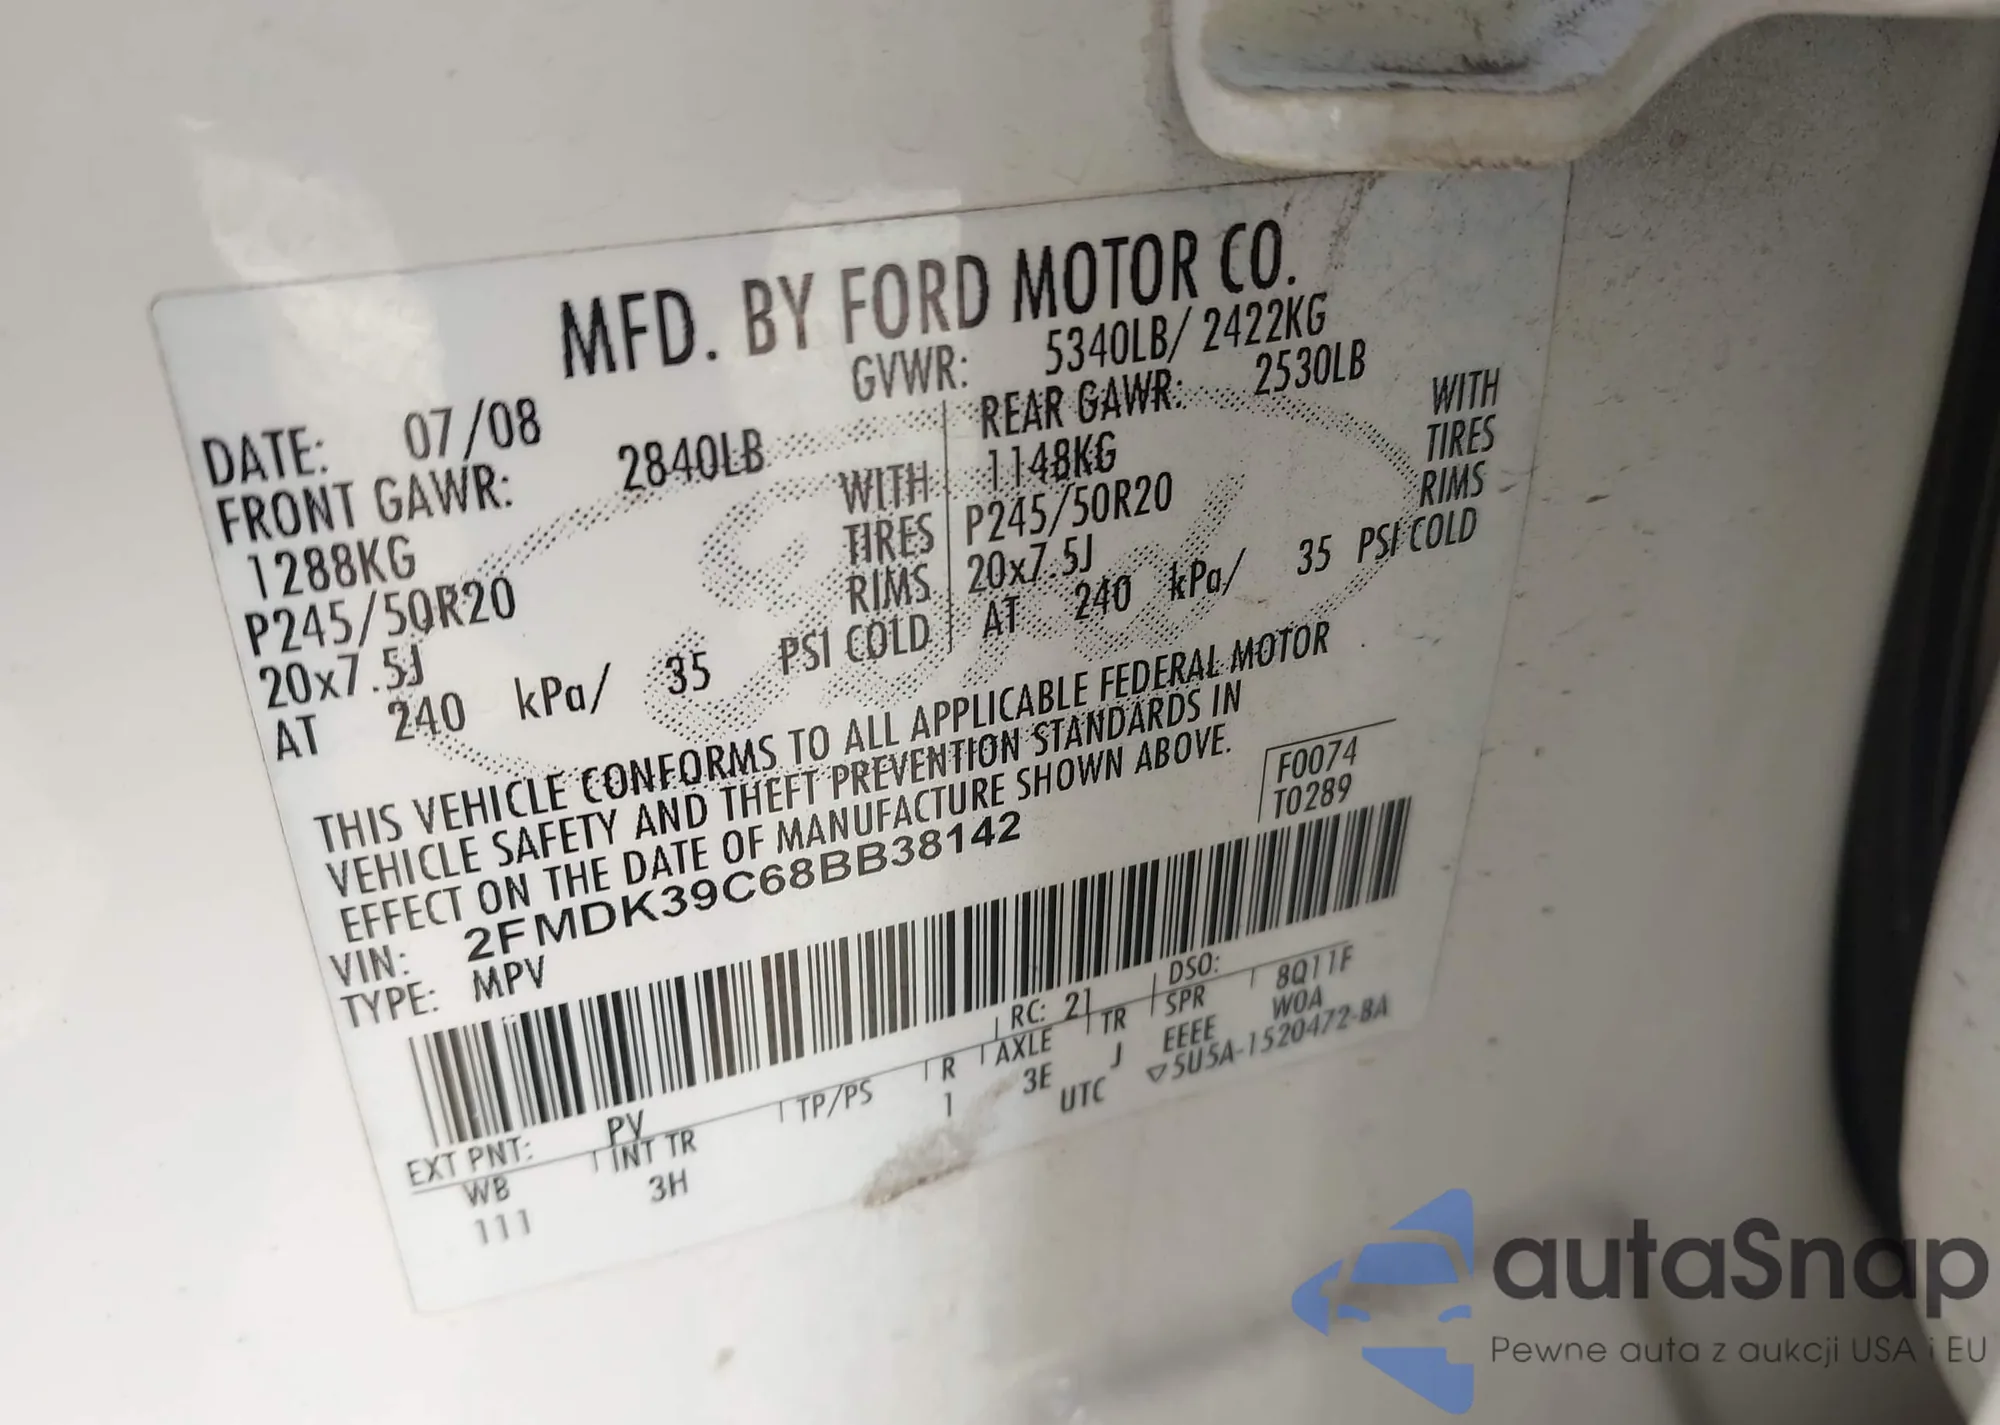 MFD. BY FORD MOTOR CO.
DATE: 07/08 GVWR: 5340LB/ 2422KG
FRONT GAWR: 2840LB REAR GAWR: 2530LB
1288KG WITH 1148KG WITH
P245/50R20 TIRES P245/50R20 TIRES
20x7.5J RIMS 20x7.5J RIMS
AT 240 kPa/ 35 PSI COLD AT 240 kPa/ 35 PSI COLD
THIS VEHICLE CONFORMS TO ALL APPLICABLE FEDERAL MOTOR
VEHICLE SAFETY AND THEFT PREVENTION STANDARDS IN
EFFECT ON THE DATE OF MANUFACTURE SHOWN ABOVE.
F0074
T0289
VIN: 2FMDK39C68BB38142
TYPE: MPV
EXT PNT: PV RC: 21 DSO: 8Q11F
WB INT TR TP/PS R AXLE TR SPR W0A
111 3H 1 3E J EEEE
UTC ▽5U5A-1520472-BA
autaSnap
Pewne auta z aukcji USA i EU